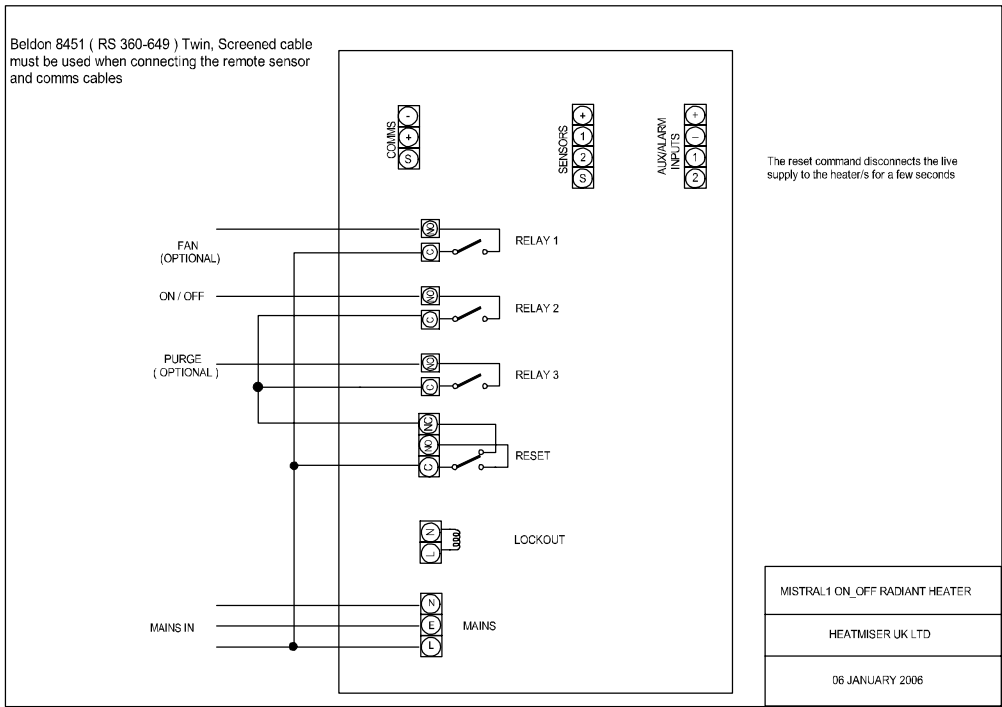 Beldon 8451 ( RS 360-649 ) Twin, Screened cable
must be used when connecting the remote sensor
and comms cables
COMMS
-
+
S
SENSORS
+
1
2
S
AUX/ALARM
INPUTS
+
-
1
2
The reset command disconnects the live
supply to the heater/s for a few seconds
FAN
(OPTIONAL)
NO
C
RELAY 1
ON / OFF
NO
C
RELAY 2
PURGE
( OPTIONAL )
NO
C
RELAY 3
NC
NO
C
RESET
N
L
LOCKOUT
MAINS IN
N
E
L
MAINS
MISTRAL1 ON_OFF RADIANT HEATER
HEATMISER UK LTD
06 JANUARY 2006